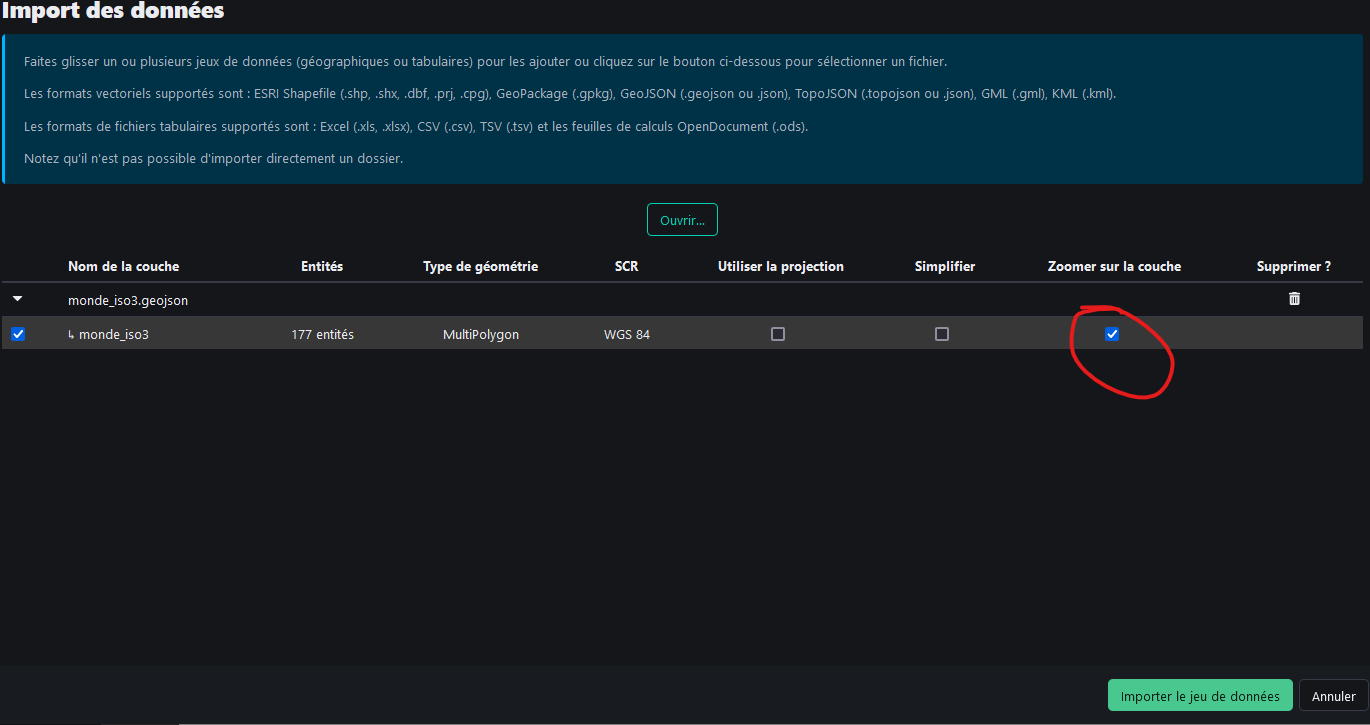 Import des données
Faites glisser un ou plusieurs jeux de données (géographiques ou tabulaires) pour les ajouter ou cliquez sur le bouton ci-dessous pour sélectionner un fichier.
Les formats vectoriels supportés sont : ESRI Shapefile (.shp, .shx, .dbf, .prj, .cpg), GeoPackage (.gpkg), GeoJSON (.geojson ou .json), TopoJSON (.topojson ou .json), GML (.gml), KML (.kml).
Les formats de fichiers tabulaires supportés sont : Excel (.xls, .xlsx), CSV (.csv), TSV (.tsv) et les feuilles de calculs OpenDocument (.ods).
Notez qu'il n'est pas possible d'importer directement un dossier.
Ouvrir...
Nom de la couche Entités Type de géométrie SCR Utiliser la projection Simplifier Zoomer sur la couche Supprimer ?
monde_iso3.geojson
↳ monde_iso3 177 entités MultiPolygon WGS 84
Importer le jeu de données Annuler